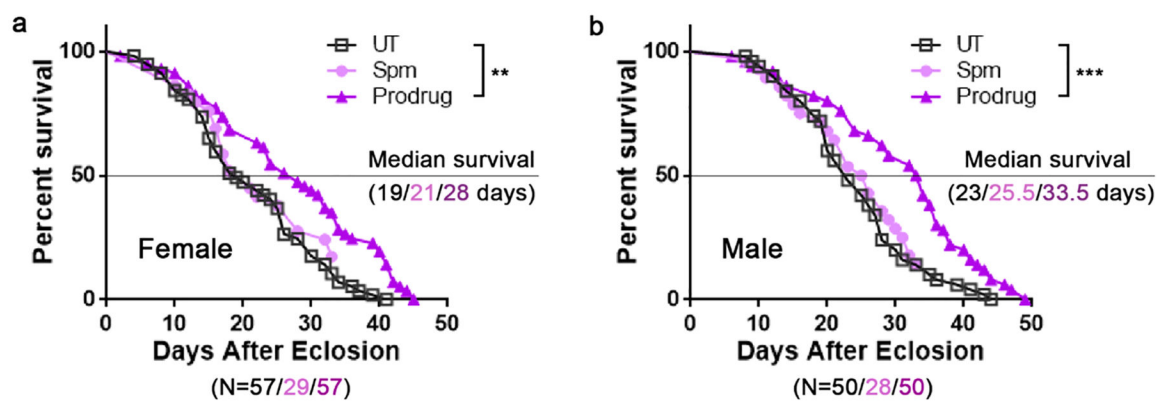 a
Percent survival
100
50
0
UT
Spm
Prodrug
**
Median survival
(19/21/28 days)
Female
0 10 20 30 40 50
Days After Eclosion
(N=57/29/57)
b
Percent survival
100
50
0
UT
Spm
Prodrug
***
Median survival
(23/25.5/33.5 days)
Male
0 10 20 30 40 50
Days After Eclosion
(N=50/28/50)